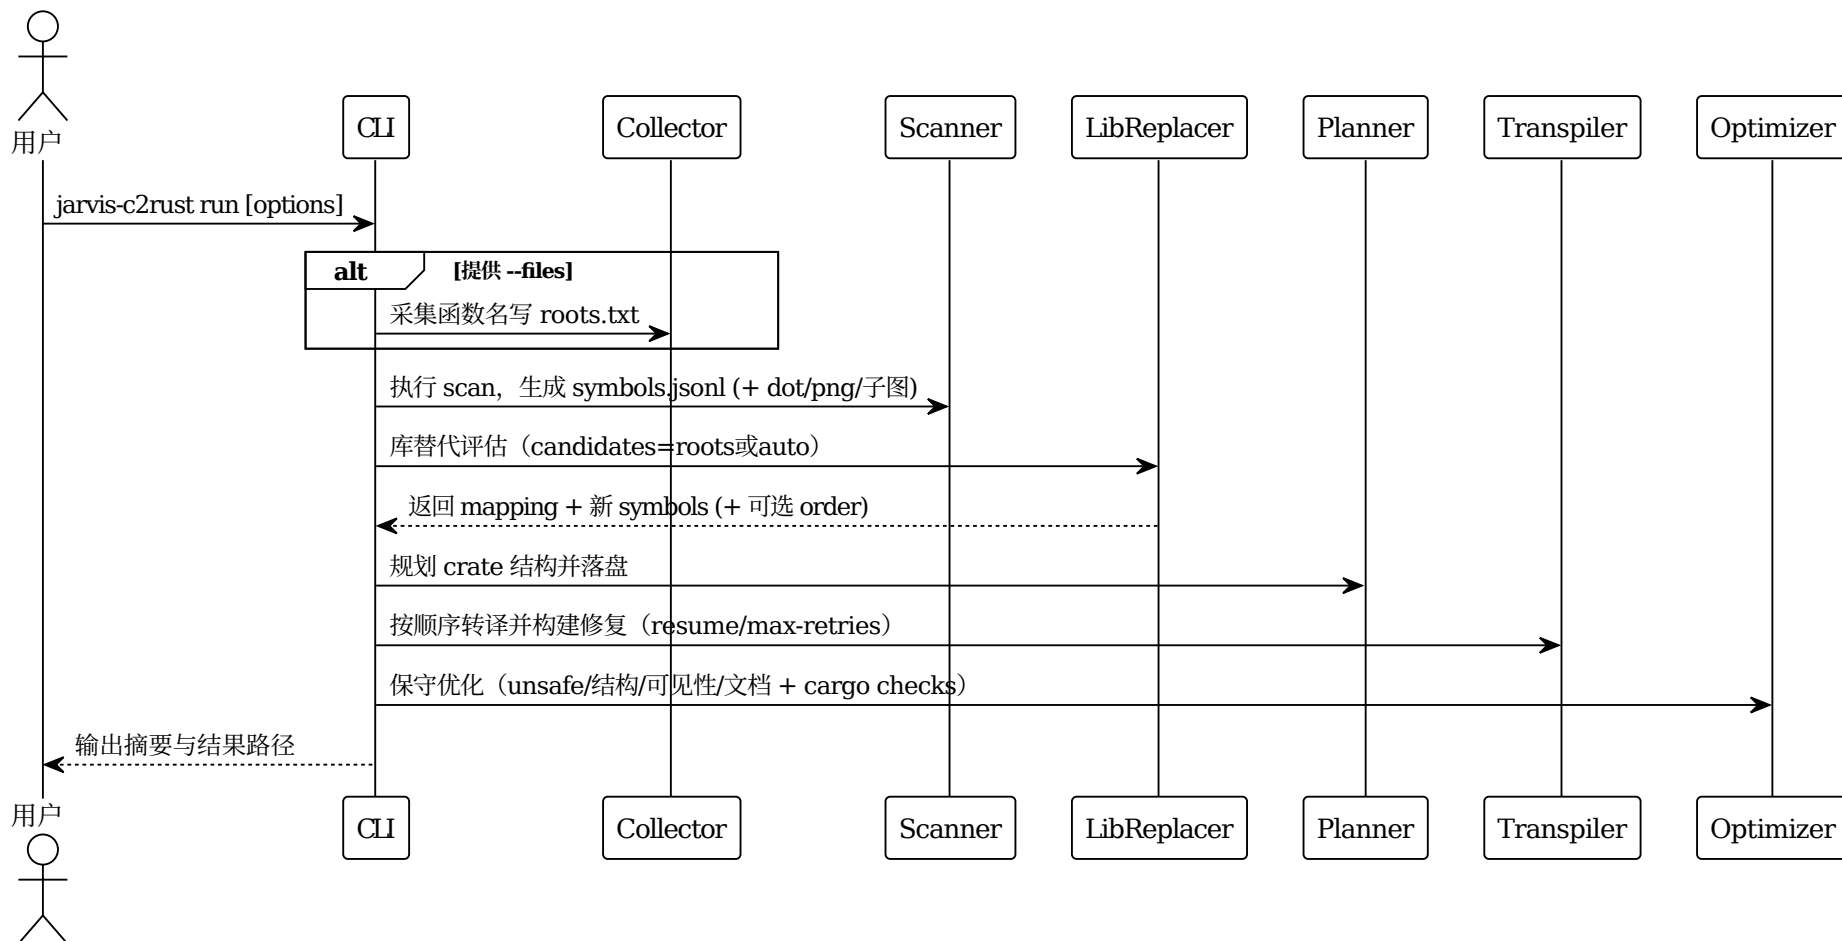 用户
CLI
Collector
Scanner
LibReplacer
Planner
Transpiler
Optimizer
jarvis-c2rust run [options]
alt
[提供 --files]
采集函数名写 roots.txt
执行 scan，生成 symbols.jsonl (+ dot/png/子图)
库替代评估（candidates=roots或auto）
返回 mapping + 新 symbols (+ 可选 order)
规划 crate 结构并落盘
按顺序转译并构建修复（resume/max-retries）
保守优化（unsafe/结构/可见性/文档 + cargo checks）
输出摘要与结果路径
用户
CLI
Collector
Scanner
LibReplacer
Planner
Transpiler
Optimizer